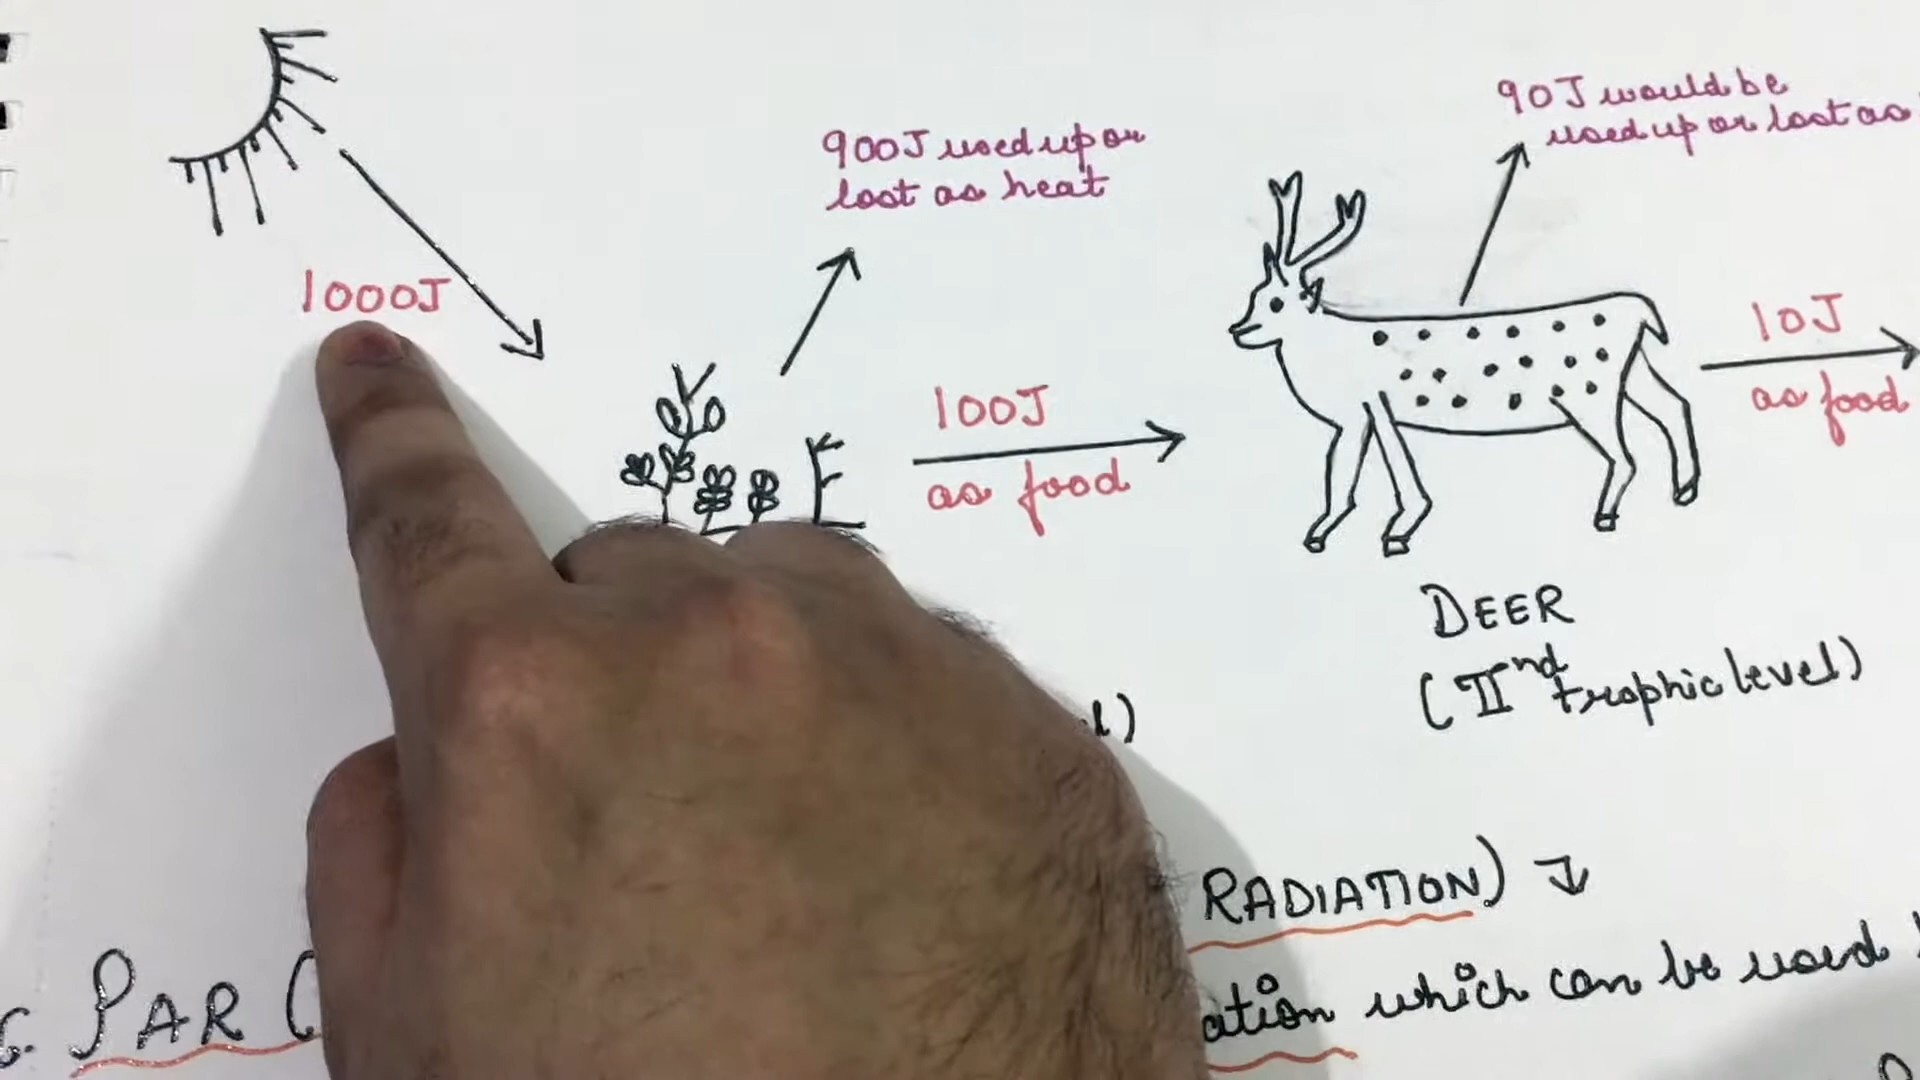 1000J
900J used up or
lost as heat
100J
as food
90J would be
used up or lost as
10J
as food
DEER
(IInd trophic level)
RADIATION) ↓
PAR (
ation which can be used